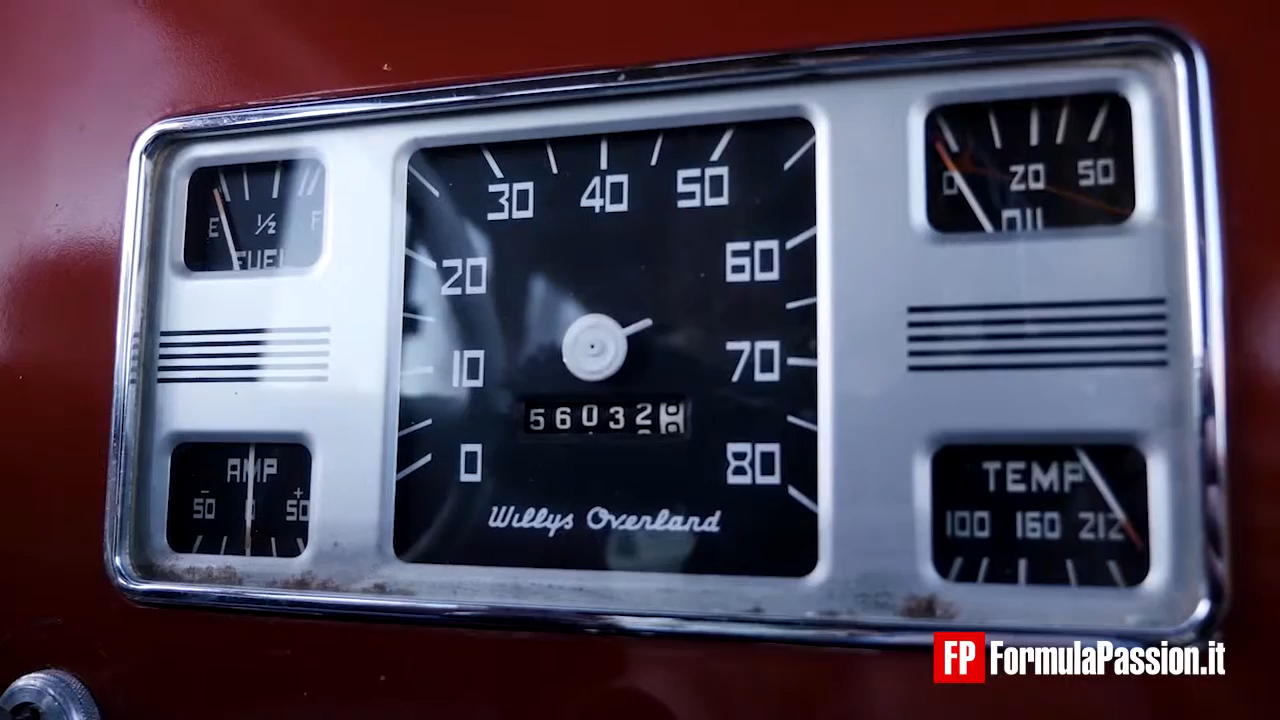 E 1/2 F
FUEL
30 40 50
20 60
10 70
0 80
56032
Willys Overland
0 20 50
OIL
AMP
- +
50 0 50
TEMP
100 160 212
FP FormulaPassion.it